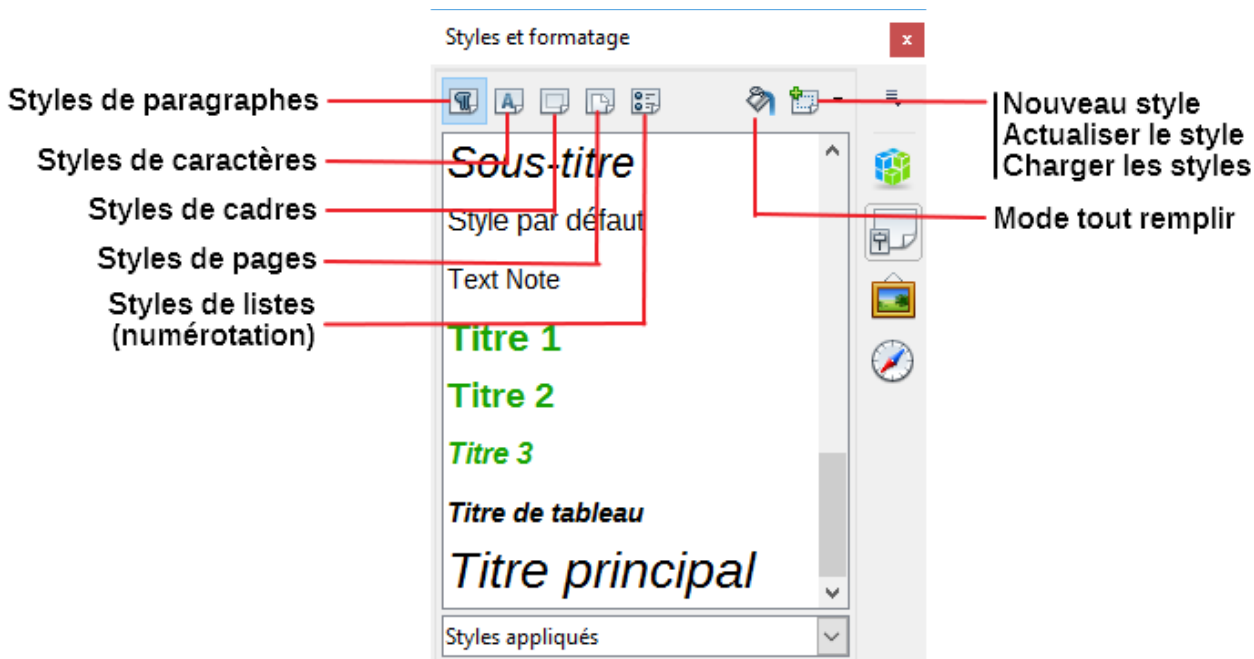 Styles et formatage
x
Styles de paragraphes
Styles de caractères
Styles de cadres
Styles de pages
Styles de listes
(numérotation)
A
Sous-titre
Style par défaut
Text Note
Titre 1
Titre 2
Titre 3
Titre de tableau
Titre principal
Styles appliqués
Nouveau style
Actualiser le style
Charger les styles
Mode tout remplir